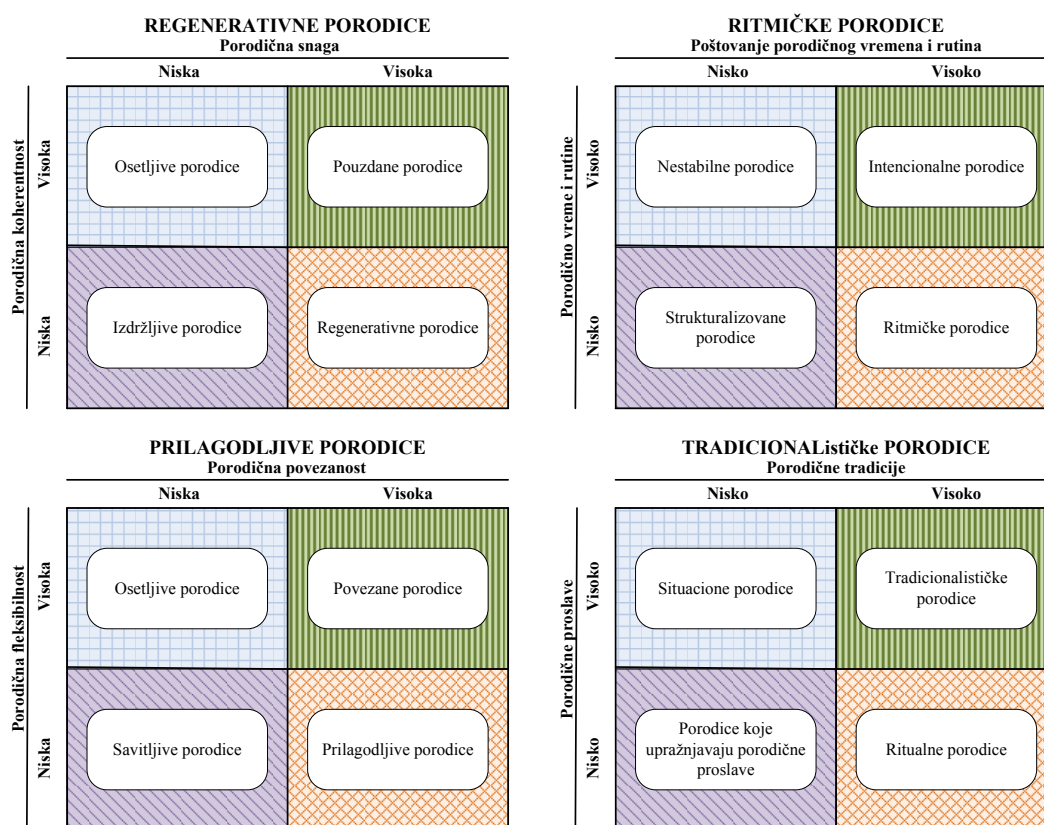 REGENERATIVNE PORODICE
Porodična snaga
Niska
Visoka
Porodična koherentnost
Visoka
Niska
Osetljive porodice
Pouzdane porodice
Izdržljive porodice
Regenerativne porodice
RITMIČKE PORODICE
Poštovanje porodičnog vremena i rutina
Nisko
Visoko
Porodično vreme i rutine
Visoko
Nisko
Nestabilne porodice
Intencionalne porodice
Strukturalizovane
porodice
Ritmičke porodice
PRILAGODLJIVE PORODICE
Porodična povezanost
Niska
Visoka
Porodična fleksibilnost
Visoka
Niska
Osetljive porodice
Povezane porodice
Savitljive porodice
Prilagodljive porodice
TRADICIONALističke PORODICE
Porodične tradicije
Nisko
Visoko
Porodične proslave
Visoko
Nisko
Situacione porodice
Tradicionalističke
porodice
Porodice koje
upražnjavaju porodične
proslave
Ritualne porodice